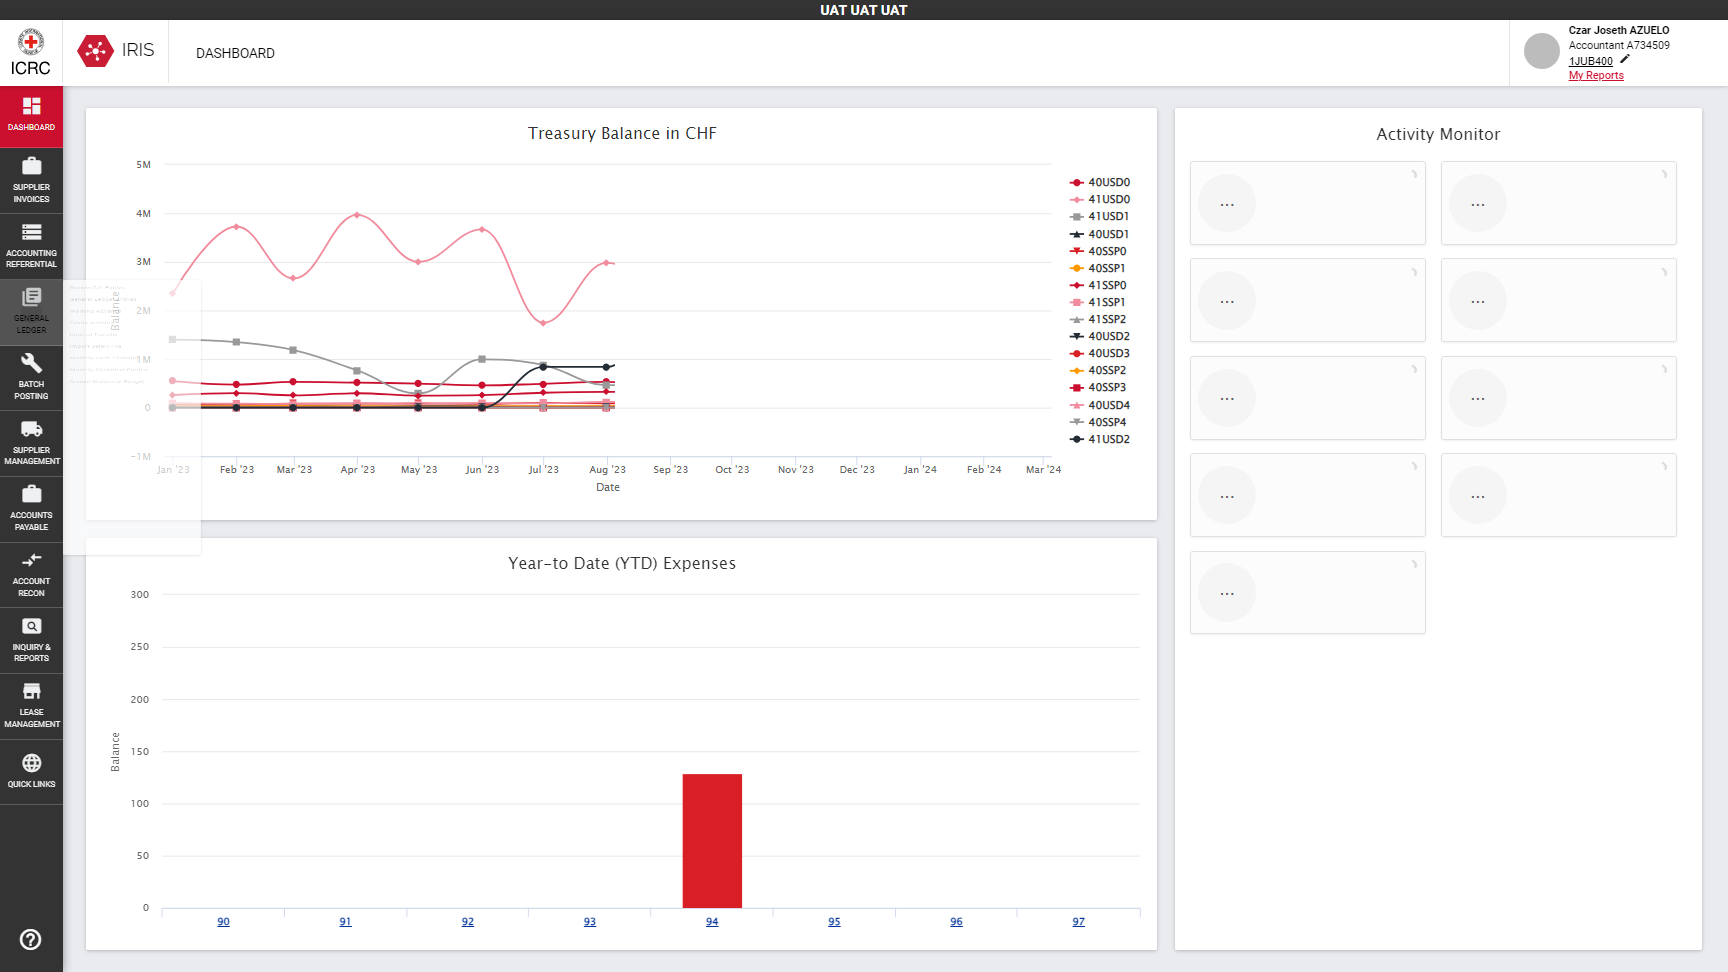 UAT UAT UAT
ICRC
IRIS
DASHBOARD
Czar Joseth AZUELO
Accountant A734509
1JUB400
My Reports
DASHBOARD
SUPPLIER
INVOICES
ACCOUNTING
REFERENTIAL
GENERAL
LEDGER
BATCH
POSTING
SUPPLIER
MANAGEMENT
ACCOUNTS
PAYABLE
ACCOUNT
RECON
INQUIRY &
REPORTS
LEASE
MANAGEMENT
QUICK LINKS
Treasury Balance in CHF
5M
4M
3M
2M
1M
0
-1M
Balance
Jan '23
Feb '23
Mar '23
Apr '23
May '23
Jun '23
Jul '23
Aug '23
Sep '23
Oct '23
Nov '23
Dec '23
Jan '24
Feb '24
Mar '24
Date
40USD0
41USD0
41USD1
40USD1
40SSP0
40SSP1
41SSP0
41SSP1
41SSP2
40USD2
40USD3
40SSP2
40SSP3
40USD4
40SSP4
41USD2
Year-to Date (YTD) Expenses
300
250
200
150
100
50
0
Balance
90
91
92
93
94
95
96
97
Activity Monitor
...
...
...
...
...
...
...
...
...